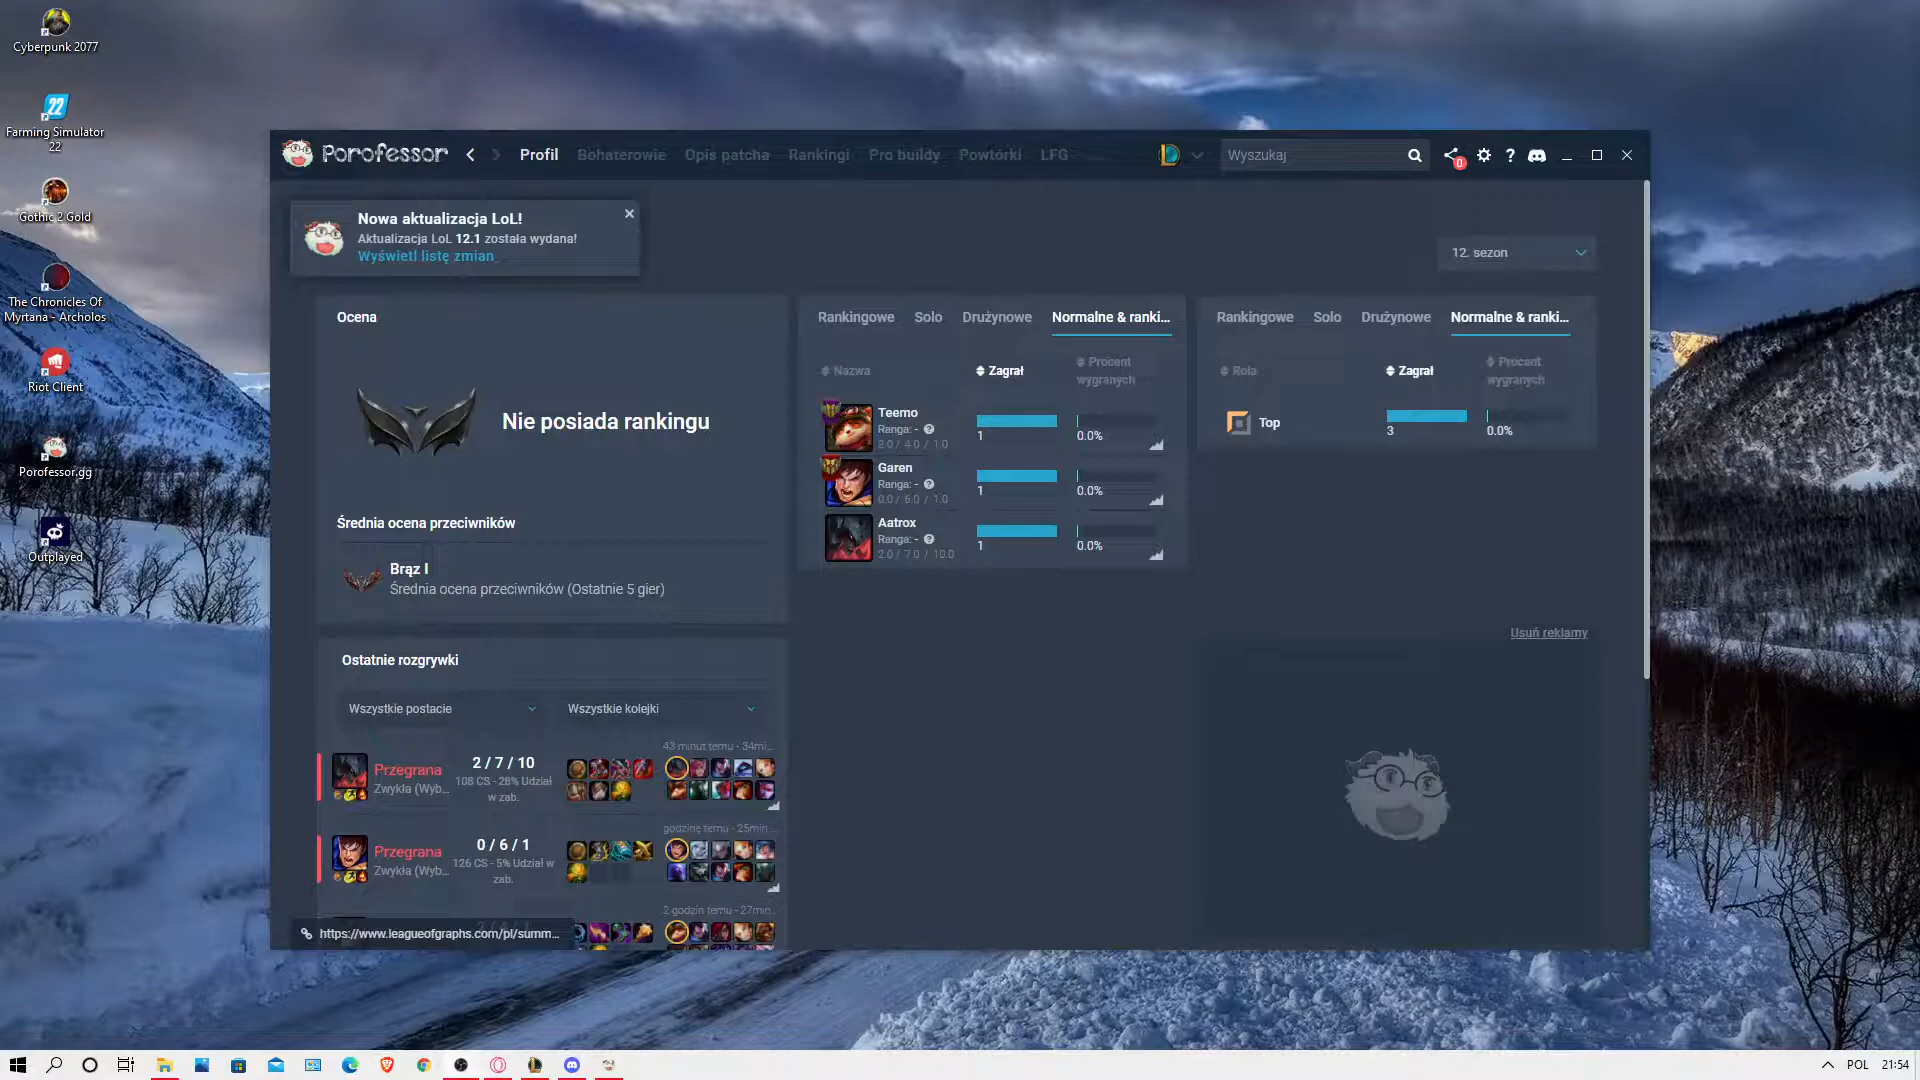 Cyberpunk 2077
Farming Simulator
22
Gothic 2 Gold
The Chronicles Of
Myrtana - Archolos
Riot Client
Porofessor.gg
Outplayed
Porofessor
Profil
Bohaterowie
Opis patcha
Rankingi
Pro buildy
Powtórki
LFG
Wyszukaj
0
Nowa aktualizacja LoL!
Aktualizacja LoL 12.1 została wydana!
Wyświetl listę zmian
12. sezon
Ocena
Nie posiada rankingu
Średnia ocena przeciwników
Brąz I
Średnia ocena przeciwników (Ostatnie 5 gier)
Rankingowe Solo Drużynowe Normalne & ranki...
Nazwa Zagrał Procent
wygranych
Teemo
Ranga: -
2.0 / 4.0 / 1.0
1 0.0%
Garen
Ranga: -
0.0 / 6.0 / 1.0
1 0.0%
Aatrox
Ranga: -
2.0 / 7.0 / 10.0
1 0.0%
Rankingowe Solo Drużynowe Normalne & ranki...
Rola Zagrał Procent
wygranych
Top
3 0.0%
Usuń reklamy
Ostatnie rozgrywki
Wszystkie postacie
Wszystkie kolejki
43 minut temu - 34mi...
Przegrana
Zwykła (Wyb...
2 / 7 / 10
108 CS - 28% Udział
w zab.
godzinę temu - 25min ...
Przegrana
Zwykła (Wyb...
0 / 6 / 1
126 CS - 5% Udział w
zab.
2 godzin temu - 27min...
https://www.leagueofgraphs.com/pl/summ...
POL
21:54